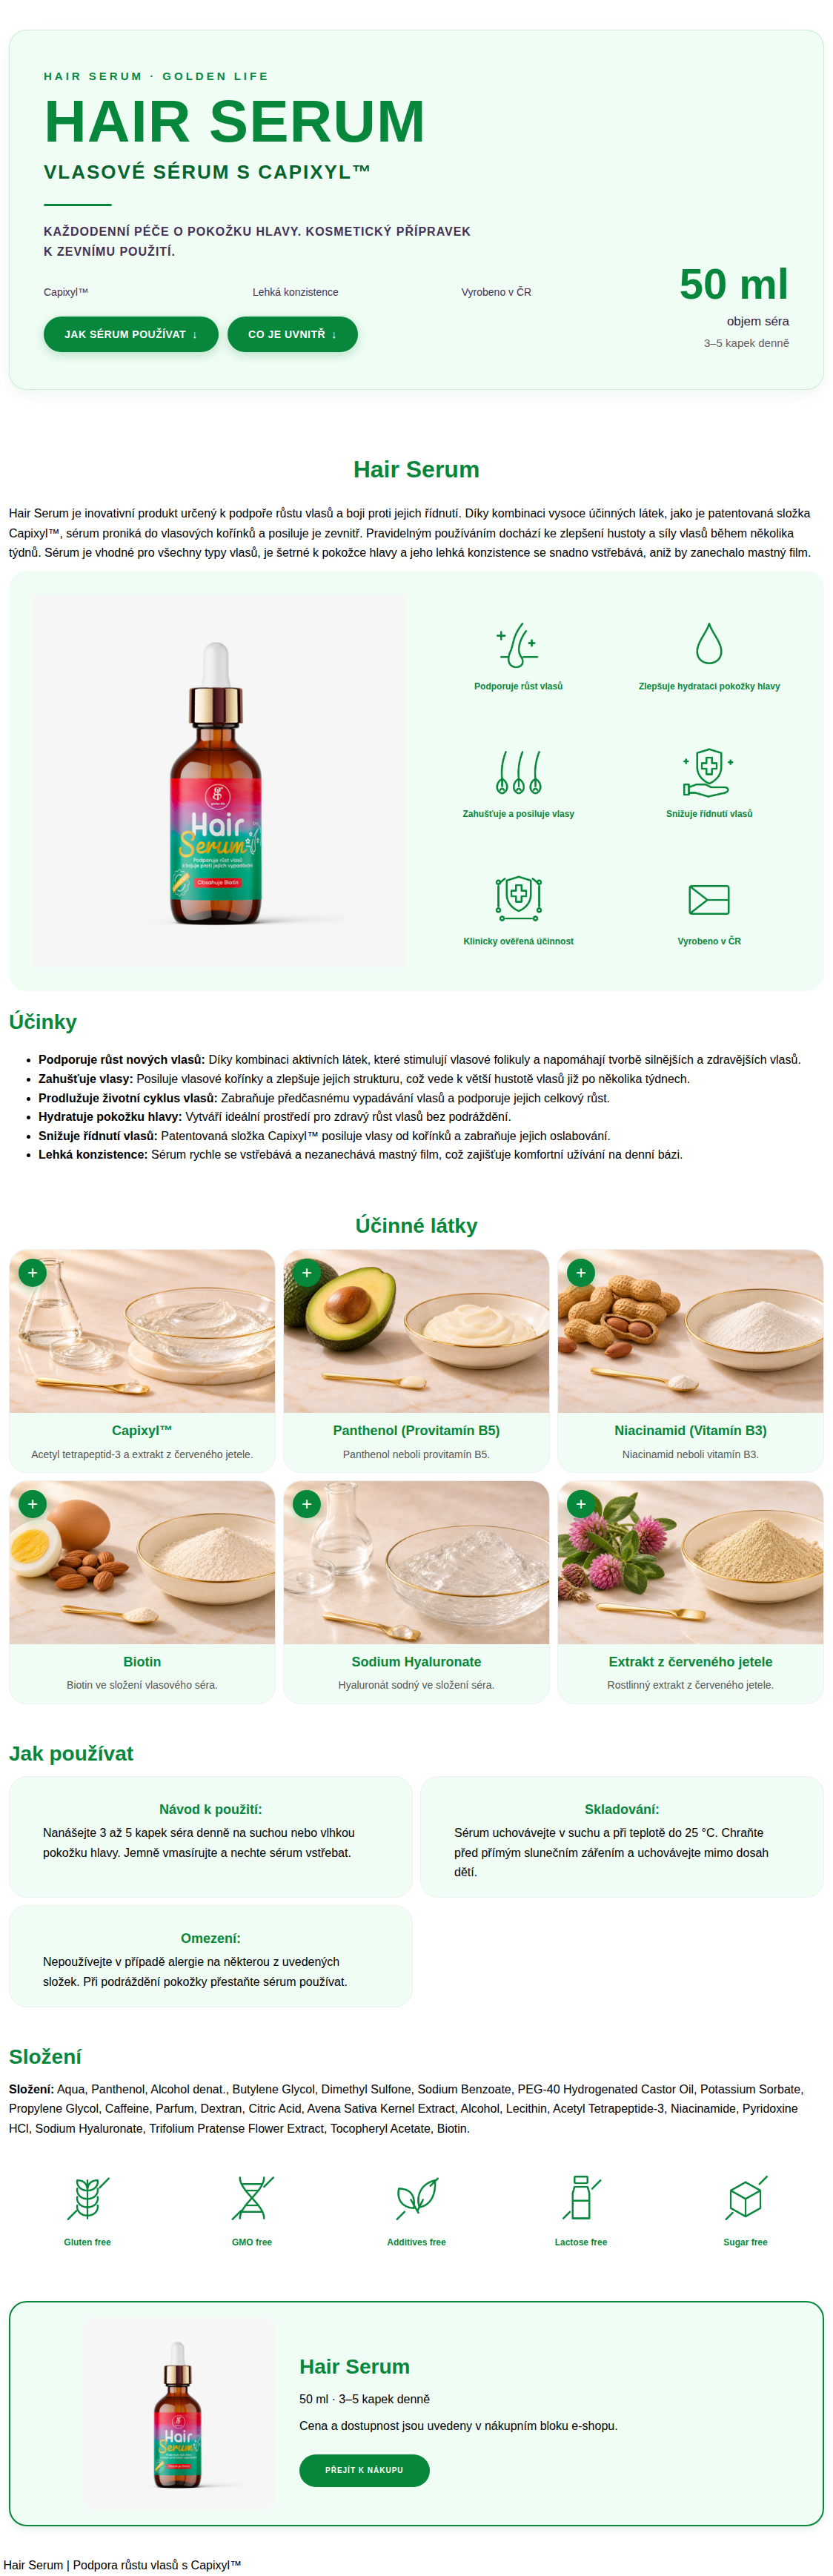 HAIR SERUM · GOLDEN LIFE
HAIR SERUM
VLASOVÉ SÉRUM S CAPIXYL™
KAŽDODENNÍ PÉČE O POKOŽKU HLAVY. KOSMETICKÝ PŘÍPRAVEK
K ZEVNÍMU POUŽITÍ.
Capixyl™
Lehká konzistence
Vyrobeno v ČR
JAK SÉRUM POUŽÍVAT ↓
CO JE UVNITŘ ↓
50 ml
objem séra
3–5 kapek denně
Hair Serum
Hair Serum je inovativní produkt určený k podpoře růstu vlasů a boji proti jejich řídnutí. Díky kombinaci vysoce účinných látek, jako je patentovaná složka
Capixyl™, sérum proniká do vlasových kořínků a posiluje je zevnitř. Pravidelným používáním dochází ke zlepšení hustoty a síly vlasů během několika
týdnů. Sérum je vhodné pro všechny typy vlasů, je šetrné k pokožce hlavy a jeho lehká konzistence se snadno vstřebává, aniž by zanechalo mastný film.
Hair
Serum
Podporuje růst vlasů
a bojuje proti jejich vypadávání
Obsahuje Biotin
Podporuje růst vlasů
Zlepšuje hydrataci pokožky hlavy
Zahušťuje a posiluje vlasy
Snižuje řídnutí vlasů
Klinicky ověřená účinnost
Vyrobeno v ČR
Účinky
Podporuje růst nových vlasů: Díky kombinaci aktivních látek, které stimulují vlasové folikuly a napomáhají tvorbě silnějších a zdravějších vlasů.
Zahušťuje vlasy: Posiluje vlasové kořínky a zlepšuje jejich strukturu, což vede k větší hustotě vlasů již po několika týdnech.
Prodlužuje životní cyklus vlasů: Zabraňuje předčasnému vypadávání vlasů a podporuje jejich celkový růst.
Hydratuje pokožku hlavy: Vytváří ideální prostředí pro zdravý růst vlasů bez podráždění.
Snižuje řídnutí vlasů: Patentovaná složka Capixyl™ posiluje vlasy od kořínků a zabraňuje jejich oslabování.
Lehká konzistence: Sérum rychle se vstřebává a nezanechává mastný film, což zajišťuje komfortní užívání na denní bázi.
Účinné látky
+
+
+
Capixyl™
Acetyl tetrapeptid-3 a extrakt z červeného jetele.
Panthenol (Provitamín B5)
Panthenol neboli provitamín B5.
Niacinamid (Vitamín B3)
Niacinamid neboli vitamín B3.
+
+
+
Biotin
Biotin ve složení vlasového séra.
Sodium Hyaluronate
Hyaluronát sodný ve složení séra.
Extrakt z červeného jetele
Rostlinný extrakt z červeného jetele.
Jak používat
Návod k použití:
Nanášejte 3 až 5 kapek séra denně na suchou nebo vlhkou
pokožku hlavy. Jemně vmasírujte a nechte sérum vstřebat.
Skladování:
Sérum uchovávejte v suchu a při teplotě do 25 °C. Chraňte
před přímým slunečním zářením a uchovávejte mimo dosah
dětí.
Omezení:
Nepoužívejte v případě alergie na některou z uvedených
složek. Při podráždění pokožky přestaňte sérum používat.
Složení
Složení: Aqua, Panthenol, Alcohol denat., Butylene Glycol, Dimethyl Sulfone, Sodium Benzoate, PEG-40 Hydrogenated Castor Oil, Potassium Sorbate,
Propylene Glycol, Caffeine, Parfum, Dextran, Citric Acid, Avena Sativa Kernel Extract, Alcohol, Lecithin, Acetyl Tetrapeptide-3, Niacinamide, Pyridoxine
HCl, Sodium Hyaluronate, Trifolium Pratense Flower Extract, Tocopheryl Acetate, Biotin.
Gluten free
GMO free
Additives free
Lactose free
Sugar free
Hair
Serum
Hair Serum
50 ml · 3–5 kapek denně
Cena a dostupnost jsou uvedeny v nákupním bloku e-shopu.
PŘEJÍT K NÁKUPU
Hair Serum | Podpora růstu vlasů s Capixyl™